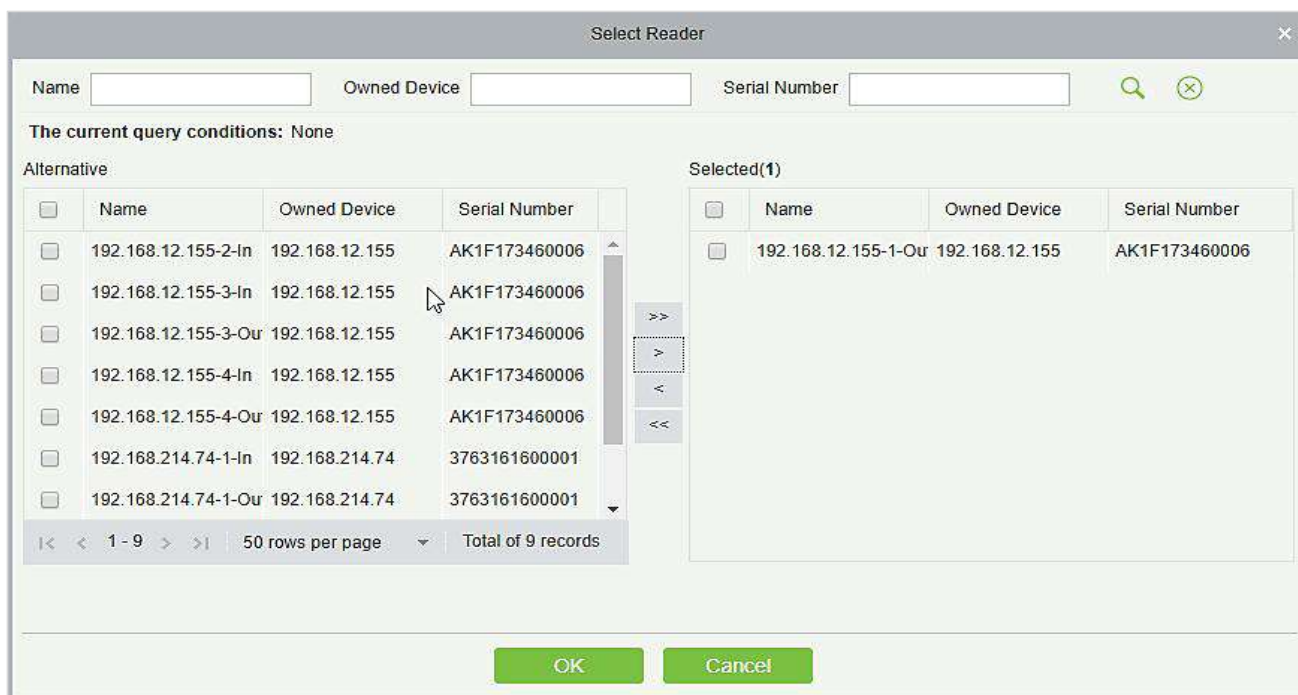 Select Reader ×
Name Owned Device Serial Number
The current query conditions: None
Alternative Selected(1)
Name Owned Device Serial Number Name Owned Device Serial Number
192.168.12.155-2-In 192.168.12.155 AK1F173460006 192.168.12.155-1-Ou 192.168.12.155 AK1F173460006
192.168.12.155-3-In 192.168.12.155 AK1F173460006
>>
192.168.12.155-3-Ou 192.168.12.155 AK1F173460006
>
192.168.12.155-4-In 192.168.12.155 AK1F173460006
<
192.168.12.155-4-Ou 192.168.12.155 AK1F173460006
<<
192.168.214.74-1-In 192.168.214.74 3763161600001
192.168.214.74-1-Ou 192.168.214.74 3763161600001
|< < 1 - 9 > >| 50 rows per page Total of 9 records
OK Cancel